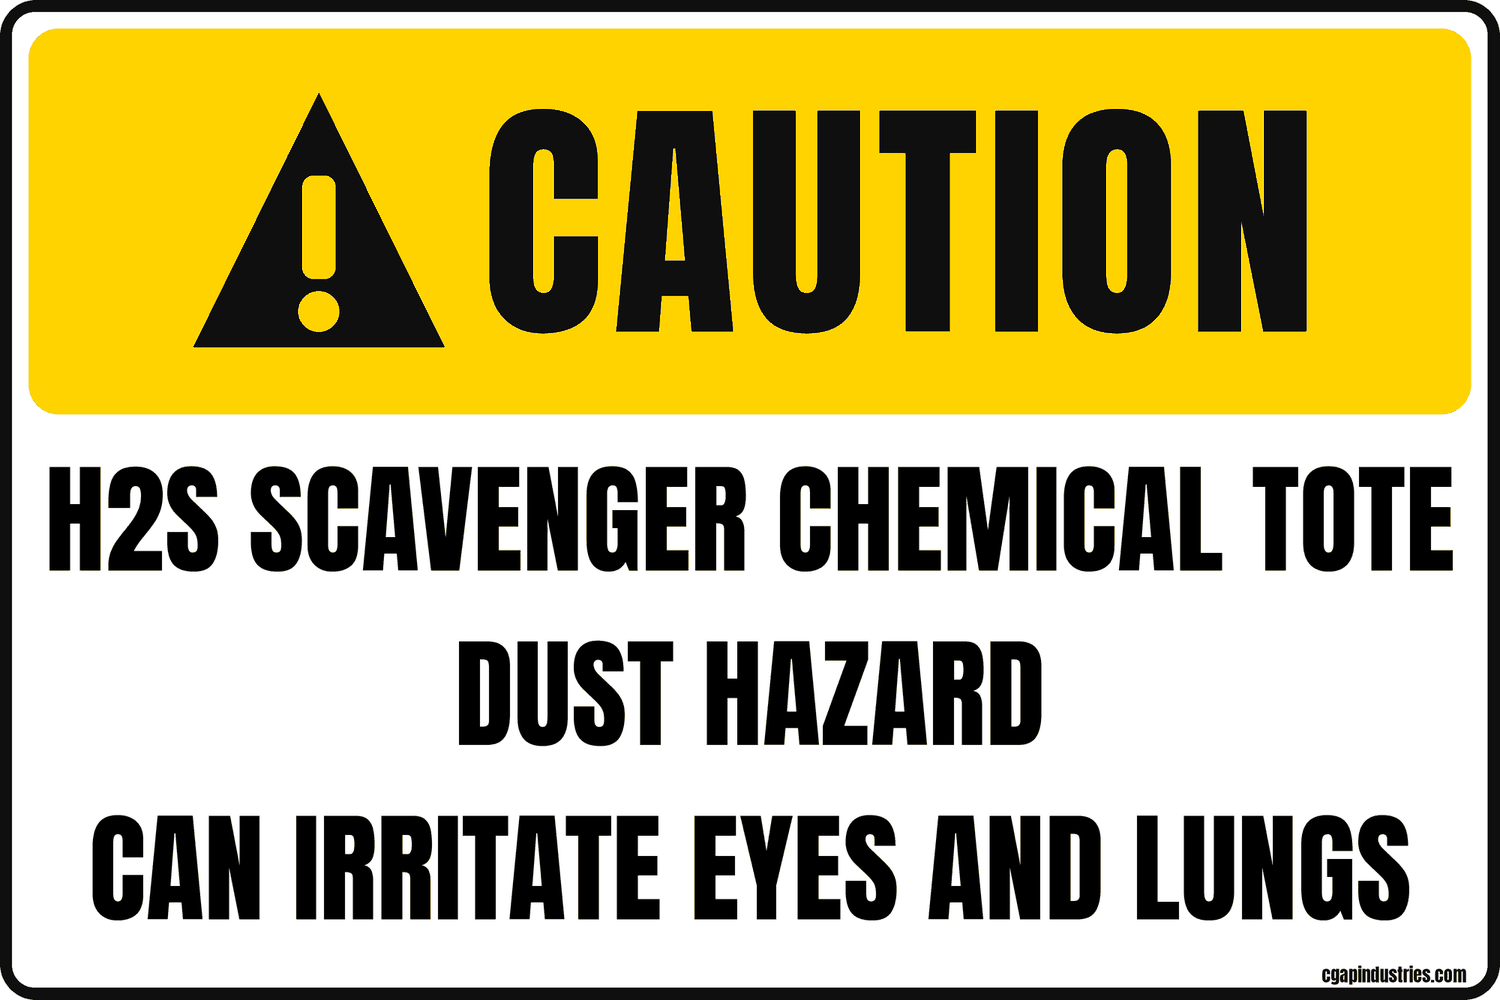 CAUTION
H2S SCAVENGER CHEMICAL TOTE
DUST HAZARD
CAN IRRITATE EYES AND LUNGS
cgapindustries.com